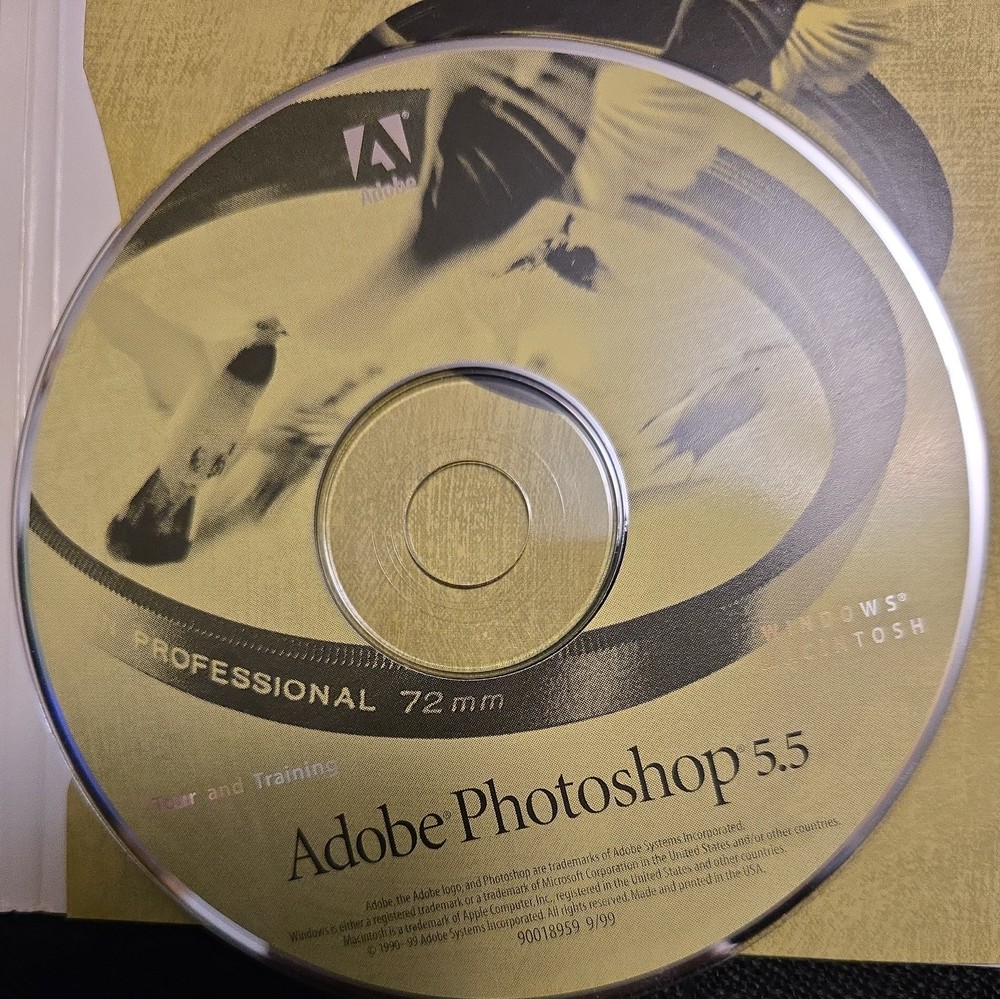 Adobe
PROFESSIONAL 72mm
WINDOWS®
MACINTOSH
Tour and Training
Adobe® Photoshop® 5.5
Adobe, the Adobe logo, and Photoshop are trademarks of Adobe Systems Incorporated.
Windows is either a registered trademark or a trademark of Microsoft Corporation in the United States and/or other countries.
Macintosh is a trademark of Apple Computer, Inc., registered in the United States and other countries.
© 1990-99 Adobe Systems Incorporated. All rights reserved. Made and printed in the USA.
90018959 9/99